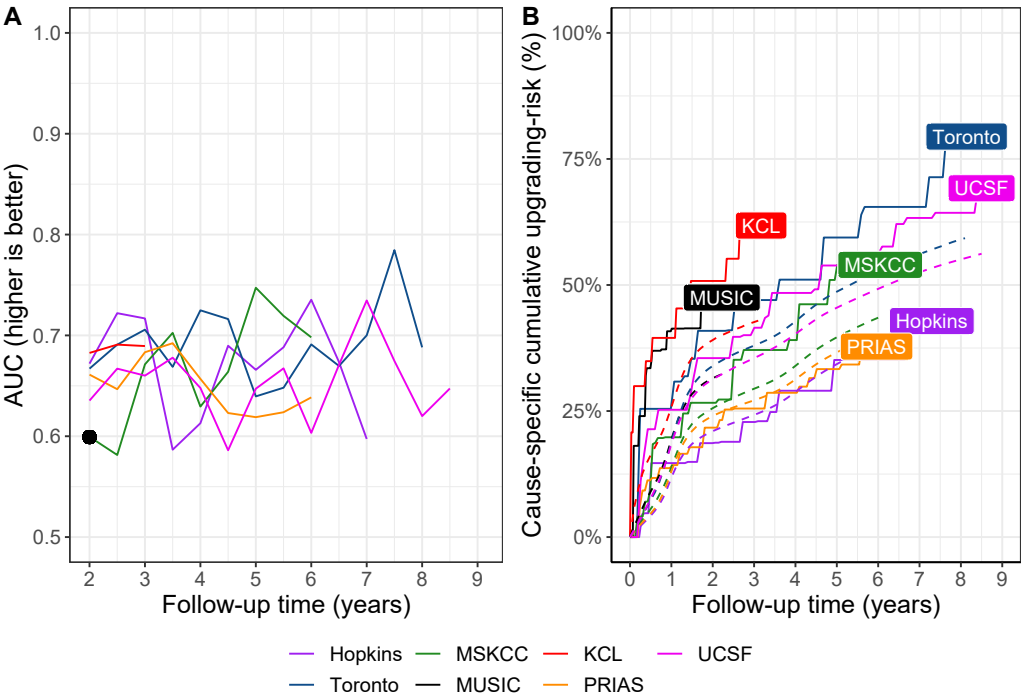 A
AUC (higher is better)
1.0
0.9
0.8
0.7
0.6
0.5
2 3 4 5 6 7 8 9
Follow-up time (years)
B
Cause-specific cumulative upgrading-risk (%)
100%
75%
50%
25%
0%
Toronto
UCSF
KCL
MSKCC
MUSIC
Hopkins
PRIAS
0 1 2 3 4 5 6 7 8 9
Follow-up time (years)
Hopkins MSKCC KCL UCSF
Toronto MUSIC PRIAS